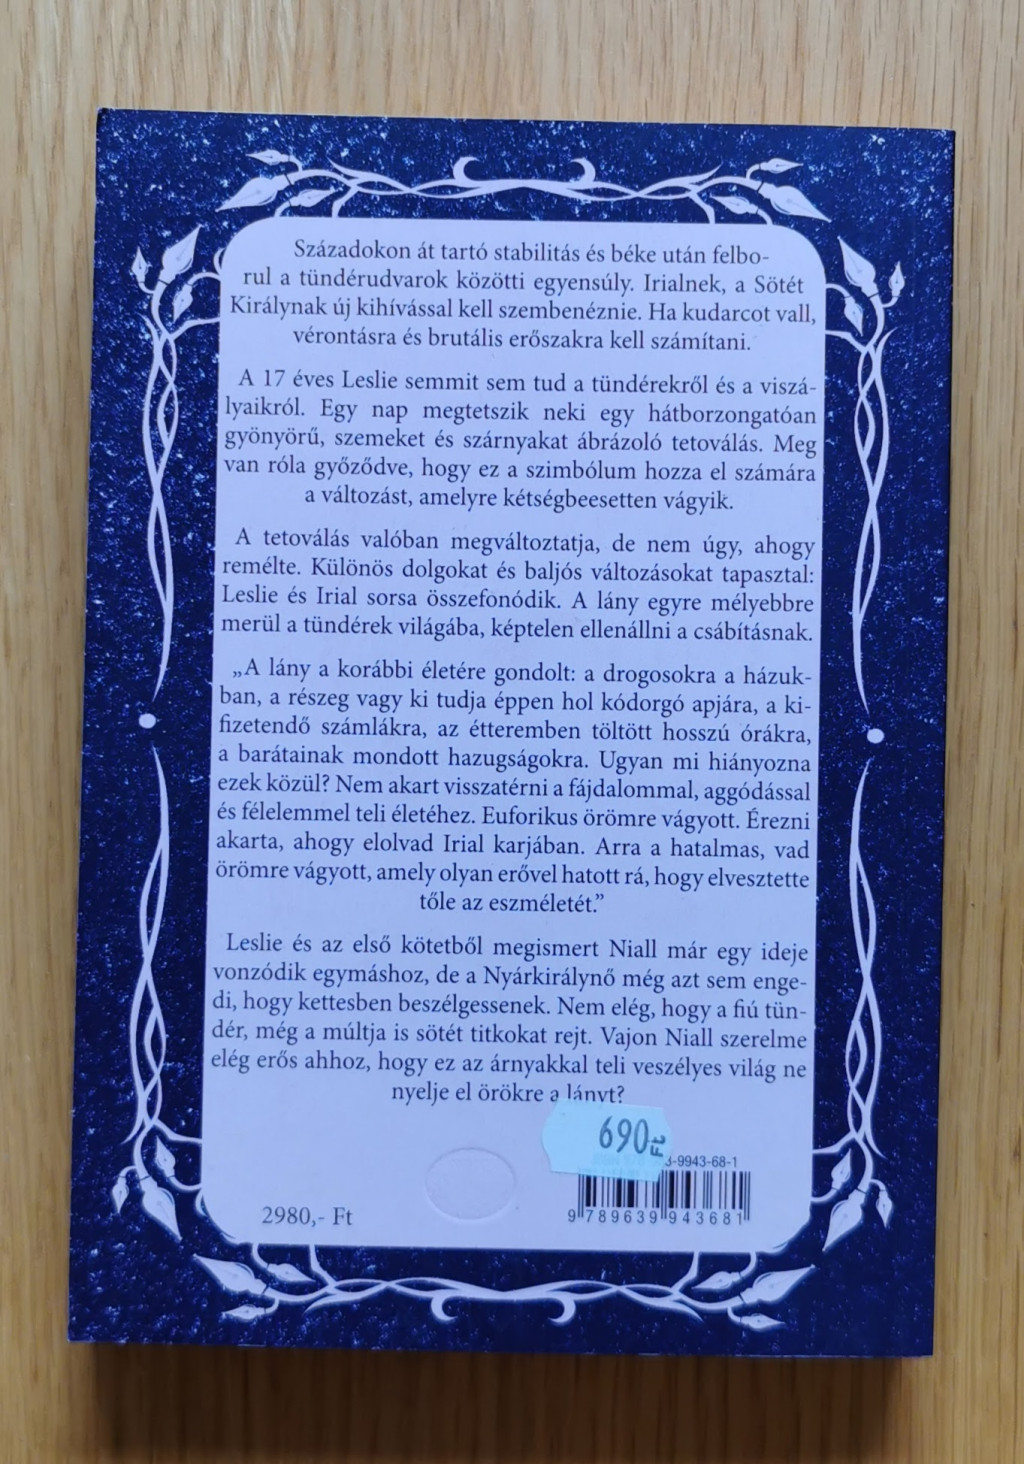 Századokon át tartó stabilitás és béke után felbo-
rul a tündérudvarok közötti egyensúly. Irialnek, a Sötét
Királynak új kihívással kell szembenéznie. Ha kudarcot vall,
vérontásra és brutális erőszakra kell számítani.
A 17 éves Leslie semmit sem tud a tündérekről és a viszá-
lyaikról. Egy nap megtetszik neki egy hátborzongatóan
gyönyörű, szemeket és szárnyakat ábrázoló tetoválás. Meg
van róla győződve, hogy ez a szimbólum hozza el számára
a változást, amelyre kétségbeesetten vágyik.
A tetoválás valóban megváltoztatja, de nem úgy, ahogy
remélte. Különös dolgokat és baljós változásokat tapasztal:
Leslie és Irial sorsa összefonódik. A lány egyre mélyebbre
merül a tündérek világába, képtelen ellenállni a csábításnak.
„A lány a korábbi életére gondolt: a drogosokra a házuk-
ban, a részeg vagy ki tudja éppen hol kódorgó apjára, a ki-
fizetendő számlákra, az étteremben töltött hosszú órákra,
a barátainak mondott hazugságokra. Ugyan mi hiányozna
ezek közül? Nem akart visszatérni a fájdalommal, aggódással
és félelemmel teli életéhez. Euforikus örömre vágyott. Érezni
akarta, ahogy elolvad Irial karjában. Arra a hatalmas, vad
örömre vágyott, amely olyan erővel hatott rá, hogy elvesztette
tőle az eszméletét.”
Leslie és az első kötetből megismert Niall már egy ideje
vonzódik egymáshoz, de a Nyárkirálynő még azt sem enge-
di, hogy kettesben beszélgessenek. Nem elég, hogy a fiú tün-
dér, még a múltja is sötét titkokat rejt. Vajon Niall szerelme
elég erős ahhoz, hogy ez az árnyakkal teli veszélyes világ ne
nyelje el örökre a lányt?
690 Ft
3-9943-68-1
9 789639 943681
2980,- Ft